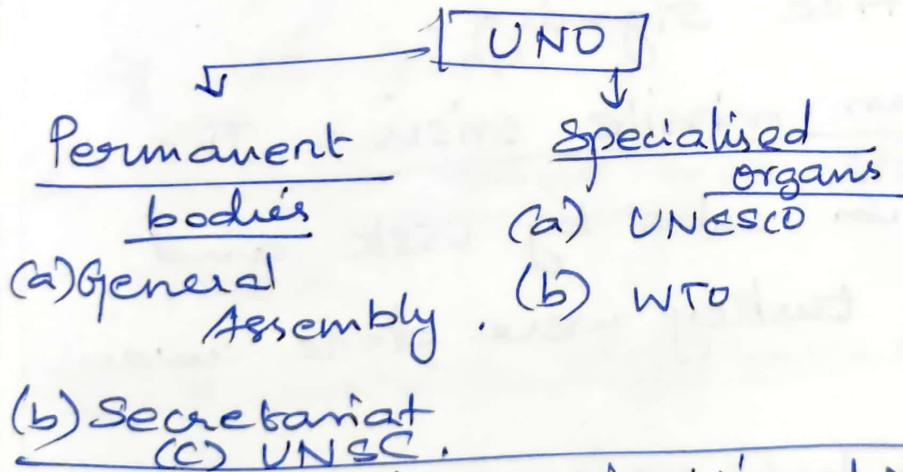 UNO
Permanent
bodies
(a) General
Assembly.
(b) Secretariat
(c) UNSC.
Specialised
organs
(a) UNESCO
(b) WTO